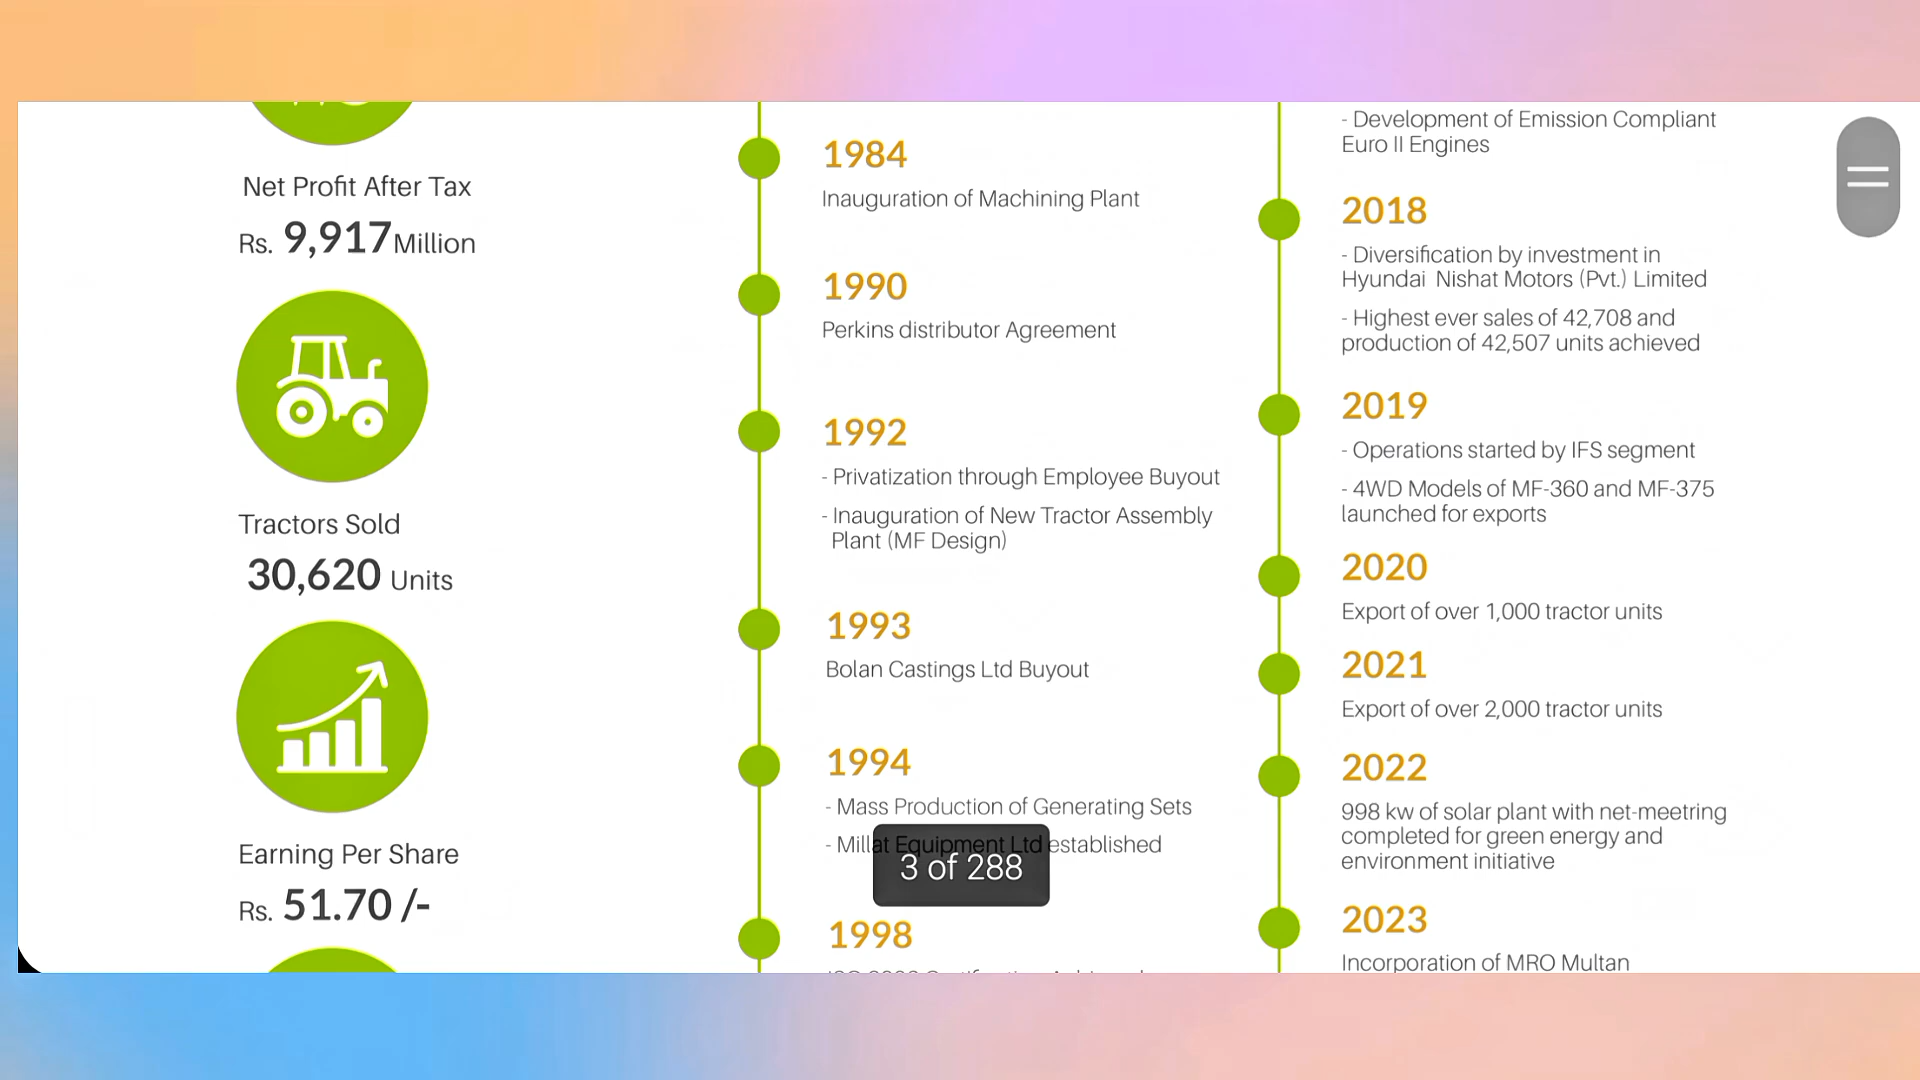 Net Profit After Tax
Rs. 9,917 Million
Tractors Sold
30,620 Units
Earning Per Share
Rs. 51.70 /-
1984
Inauguration of Machining Plant
1990
Perkins distributor Agreement
1992
- Privatization through Employee Buyout
- Inauguration of New Tractor Assembly
Plant (MF Design)
1993
Bolan Castings Ltd Buyout
1994
- Mass Production of Generating Sets
- Millat Equipment Ltd established
3 of 288
1998
- Development of Emission Compliant
Euro II Engines
2018
- Diversification by investment in
Hyundai Nishat Motors (Pvt.) Limited
- Highest ever sales of 42,708 and
production of 42,507 units achieved
2019
- Operations started by IFS segment
- 4WD Models of MF-360 and MF-375
launched for exports
2020
Export of over 1,000 tractor units
2021
Export of over 2,000 tractor units
2022
998 kw of solar plant with net-meetring
completed for green energy and
environment initiative
2023
Incorporation of MRO Multan